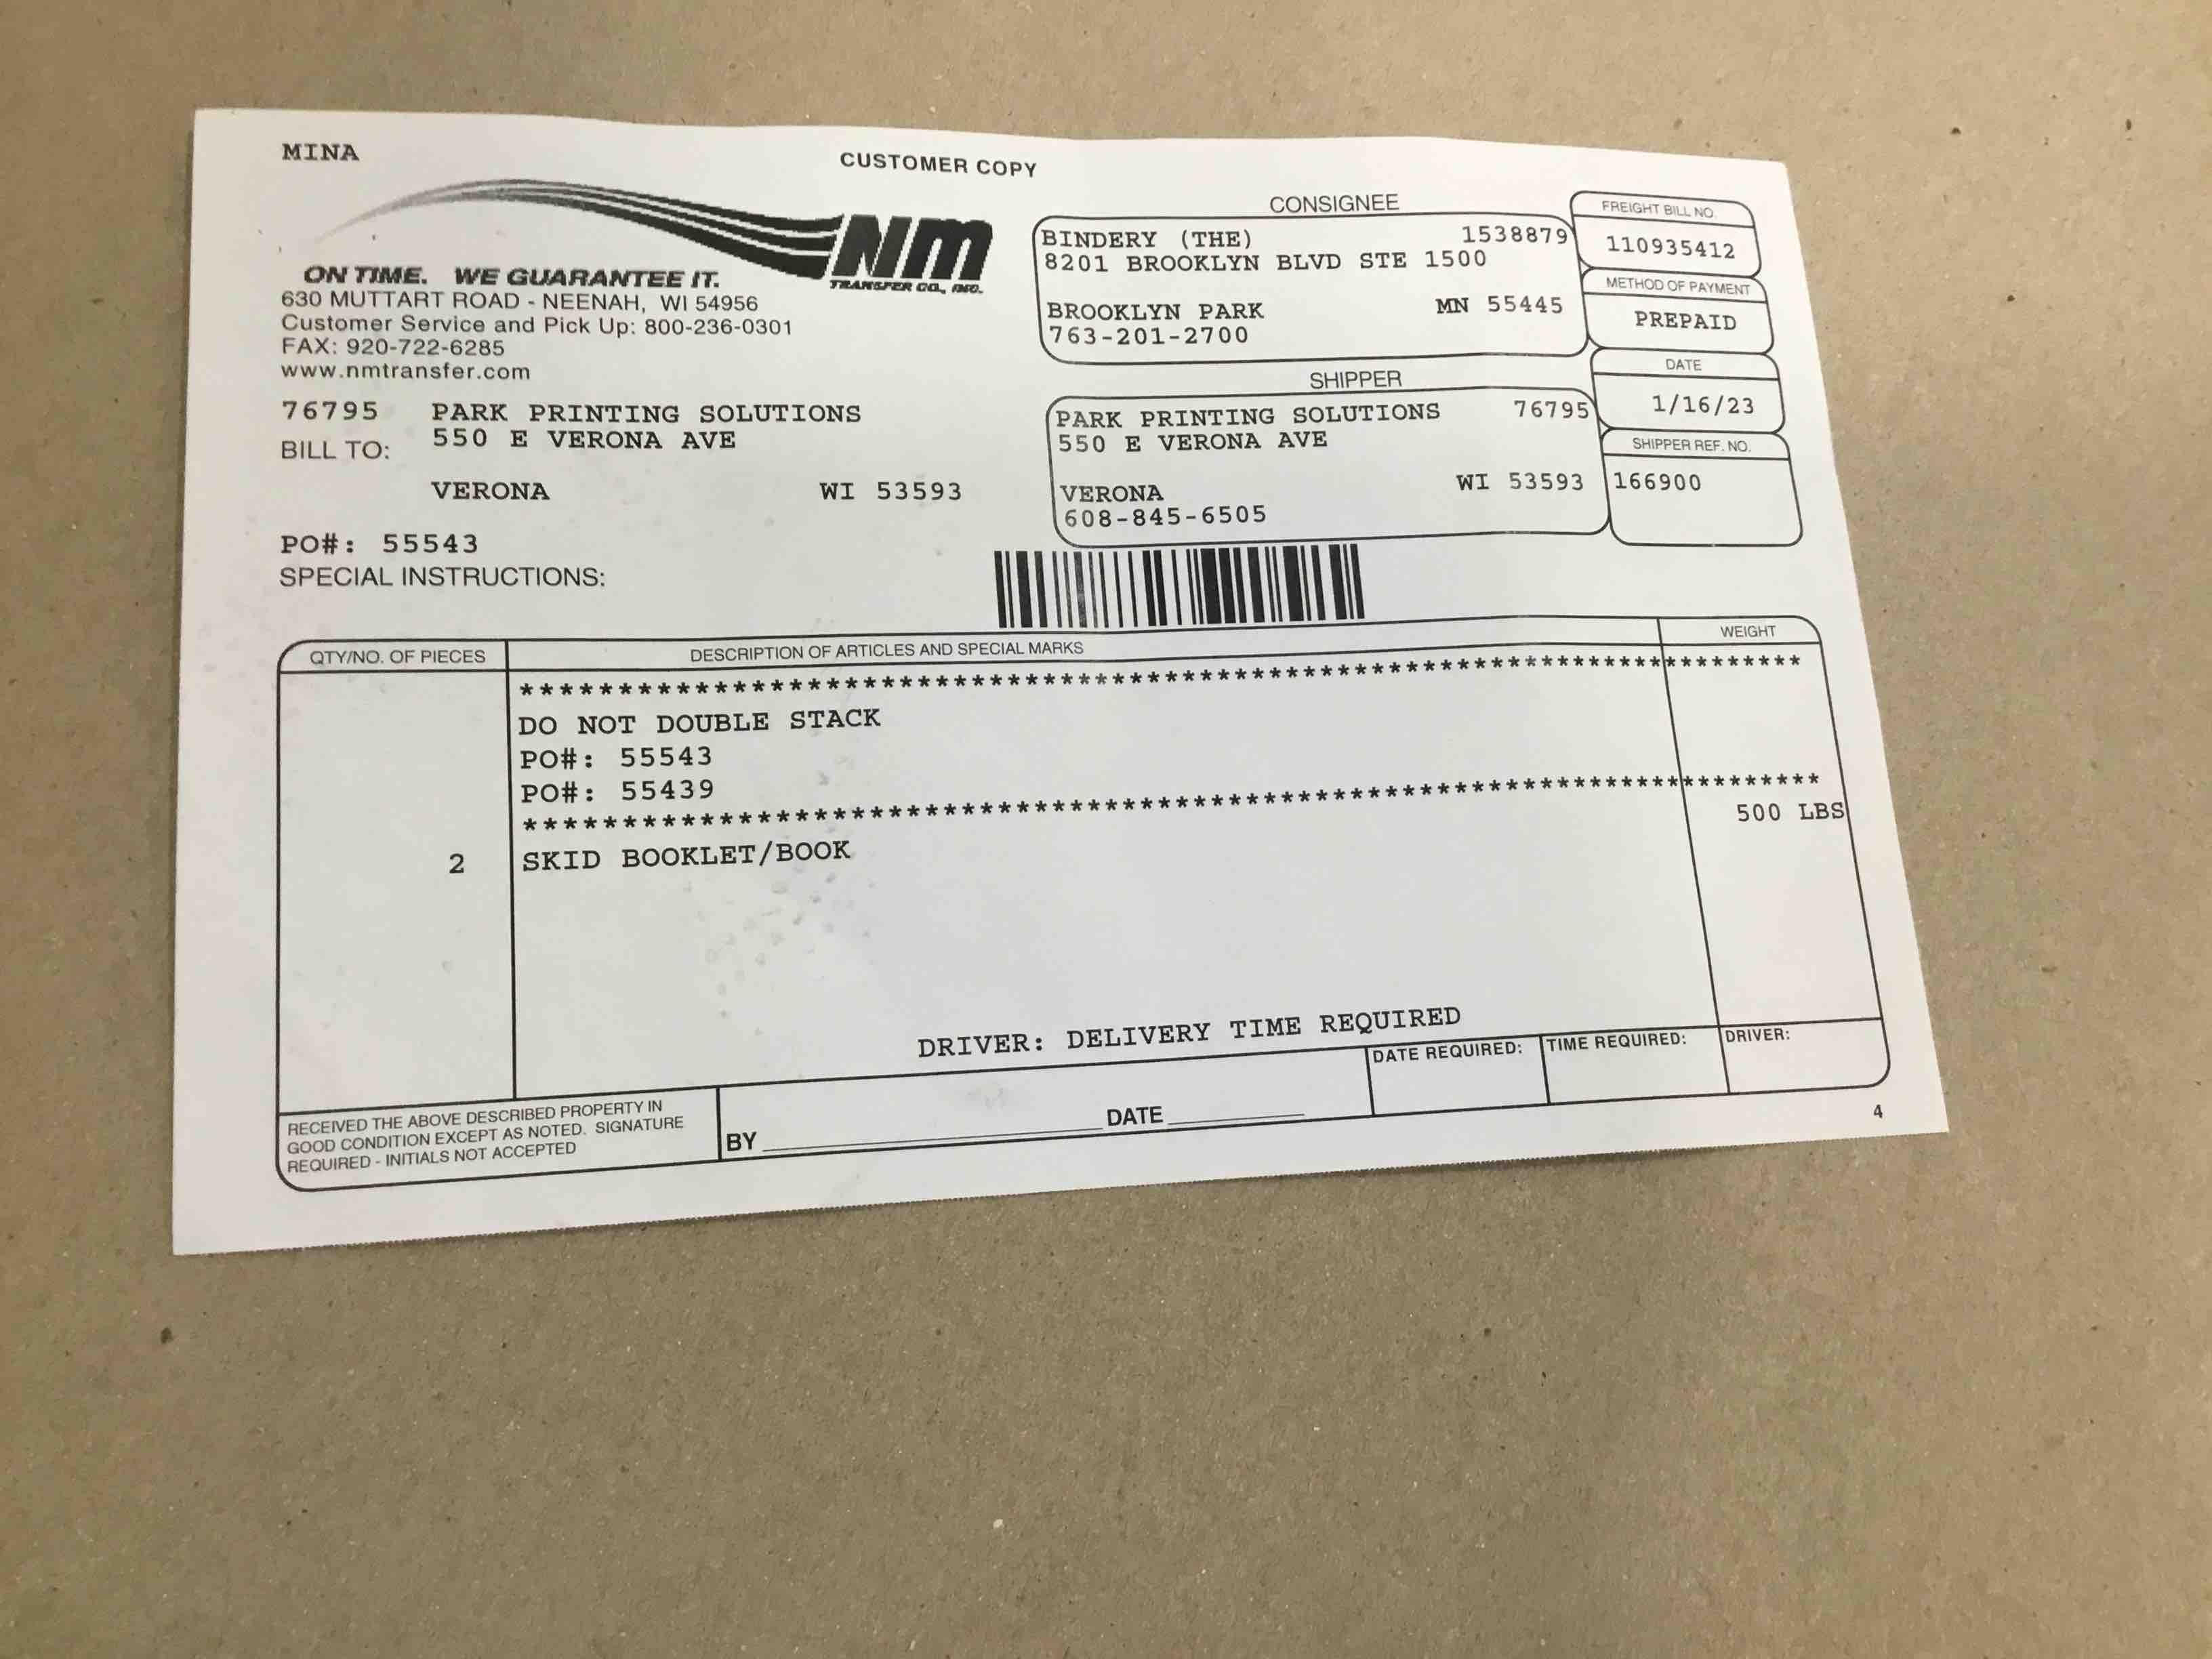 MINA
CUSTOMER COPY
NM
TRANSFER CO., INC.
ON TIME. WE GUARANTEE IT.
630 MUTTART ROAD - NEENAH, WI 54956
Customer Service and Pick Up: 800-236-0301
FAX: 920-722-6285
www.nmtransfer.com
76795 PARK PRINTING SOLUTIONS
BILL TO: 550 E VERONA AVE
VERONA WI 53593
PO#: 55543
SPECIAL INSTRUCTIONS:
CONSIGNEE
BINDERY (THE) 1538879
8201 BROOKLYN BLVD STE 1500
BROOKLYN PARK MN 55445
763-201-2700
SHIPPER
PARK PRINTING SOLUTIONS 76795
550 E VERONA AVE
VERONA WI 53593
608-845-6505
FREIGHT BILL NO.
110935412
METHOD OF PAYMENT
PREPAID
DATE
1/16/23
SHIPPER REF. NO.
166900
QTY/NO. OF PIECES DESCRIPTION OF ARTICLES AND SPECIAL MARKS WEIGHT
******************************************************************
DO NOT DOUBLE STACK
PO#: 55543
PO#: 55439
******************************************************************
2 SKID BOOKLET/BOOK 500 LBS
DRIVER: DELIVERY TIME REQUIRED
RECEIVED THE ABOVE DESCRIBED PROPERTY IN
GOOD CONDITION EXCEPT AS NOTED. SIGNATURE
REQUIRED - INITIALS NOT ACCEPTED
BY DATE
DATE REQUIRED: TIME REQUIRED: DRIVER:
4